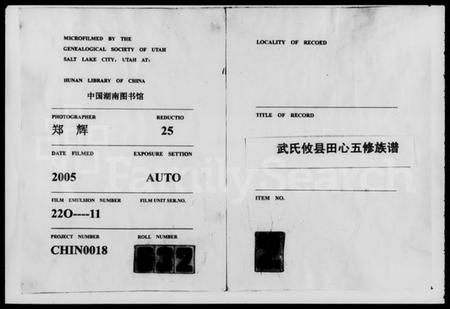 MICROFILMED BY THE
GENEALOGICAL SOCIETY OF UTAH
SALT LAKE CITY, UTAH AT:
HUNAN LIBRARY OF CHINA
中国湖南图书馆
PHOTOGRAPHER REDUCTIO
郑 辉 25
DATE FILMED EXPOSURE SETTION
2005 AUTO
FILM EMULSION NUMBER FILM UNIT SER.NO.
22O----11
PROJECT NUMBER ROLL NUMBER
CHIN0018 832
LOCALITY OF RECOED
TITLE OF RECORD
武氏攸县田心五修族谱
ITEM NO.
2
FamilySearch